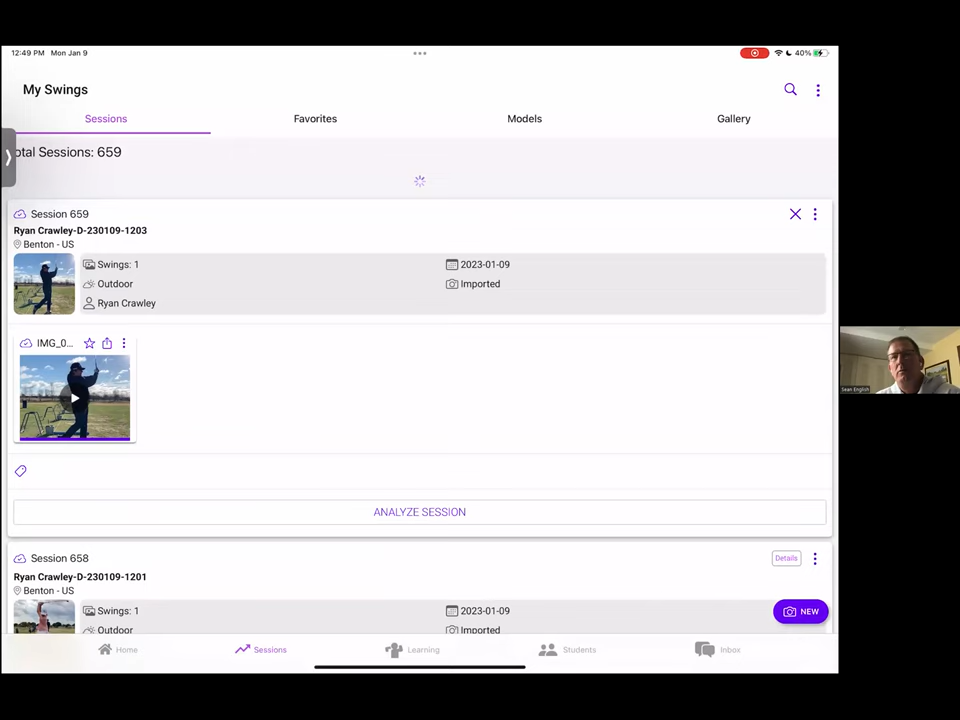 12:49 PM Mon Jan 9
40%
My Swings
Sessions Favorites Models Gallery
otal Sessions: 659
Session 659
Ryan Crawley-D-230109-1203
Benton - US
Swings: 1 2023-01-09
Outdoor Imported
Ryan Crawley
IMG_0...
ANALYZE SESSION
Session 658 Details
Ryan Crawley-D-230109-1201
Benton - US
Swings: 1 2023-01-09
Outdoor Imported
NEW
Home Sessions Learning Students Inbox
Sean English